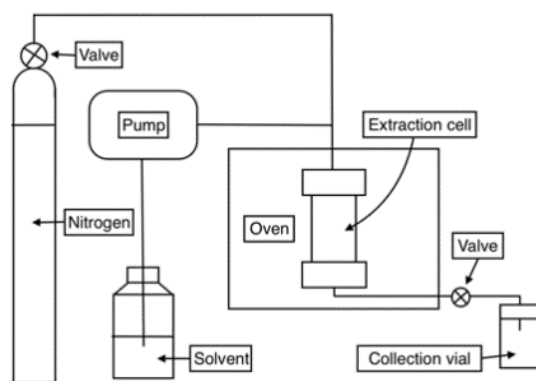 Valve
Pump
Extraction cell
Nitrogen
Oven
Valve
Solvent
Collection vial